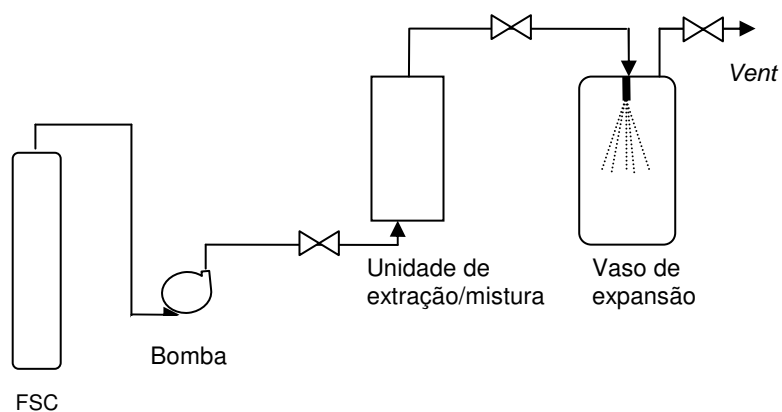 Vent
Unidade de
extração/mistura
Vaso de
expansão
Bomba
FSC